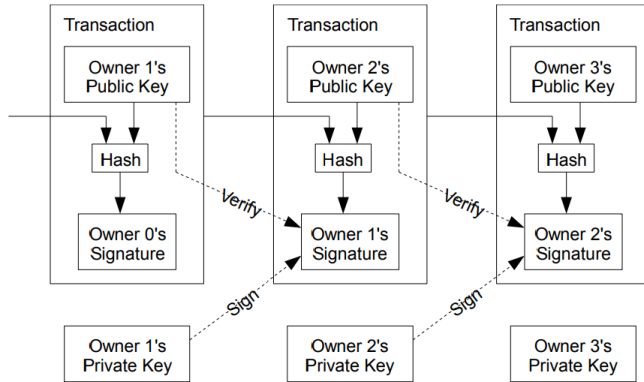 Transaction
Transaction
Transaction
Owner 1's
Public Key
Owner 2's
Public Key
Owner 3's
Public Key
Hash
Hash
Hash
Verify
Verify
Owner 0's
Signature
Owner 1's
Signature
Owner 2's
Signature
Sign
Sign
Owner 1's
Private Key
Owner 2's
Private Key
Owner 3's
Private Key